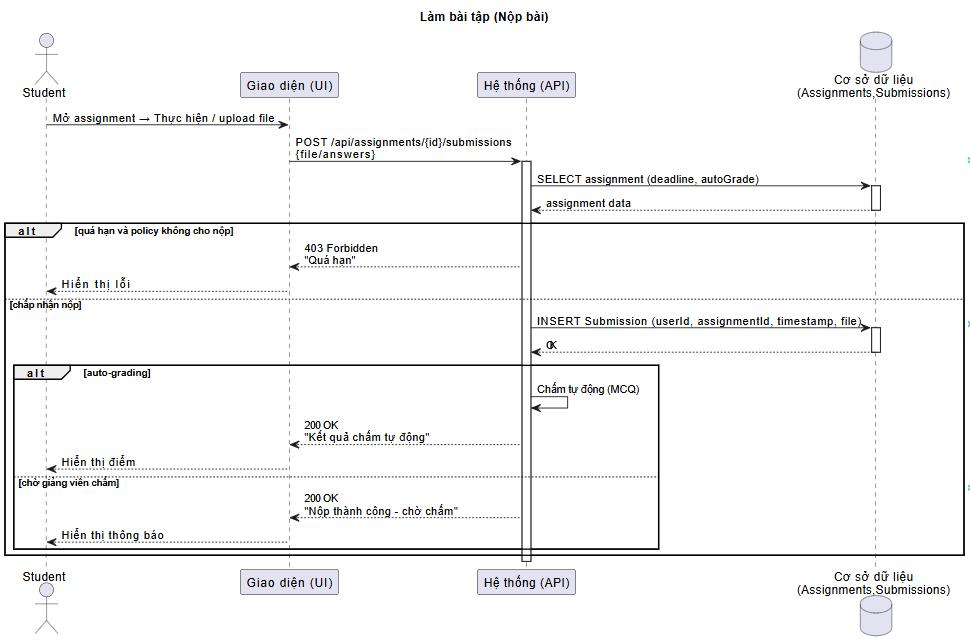 Làm bài tập (Nộp bài)
Student
Giao diện (UI)
Hệ thống (API)
Cơ sở dữ liệu
(Assignments,Submissions)
Mở assignment → Thực hiện / upload file
POST /api/assignments/{id}/submissions
{file/answers}
SELECT assignment (deadline, autoGrade)
assignment data
alt
[quá hạn và policy không cho nộp]
403 Forbidden
"Quá hạn"
Hiển thị lỗi
[chấp nhận nộp]
INSERT Submission (userId, assignmentId, timestamp, file)
OK
alt
[auto-grading]
Chấm tự động (MCQ)
200 OK
"Kết quả chấm tự động"
Hiển thị điểm
[chờ giảng viên chấm]
200 OK
"Nộp thành công - chờ chấm"
Hiển thị thông báo
Student
Giao diện (UI)
Hệ thống (API)
Cơ sở dữ liệu
(Assignments,Submissions)